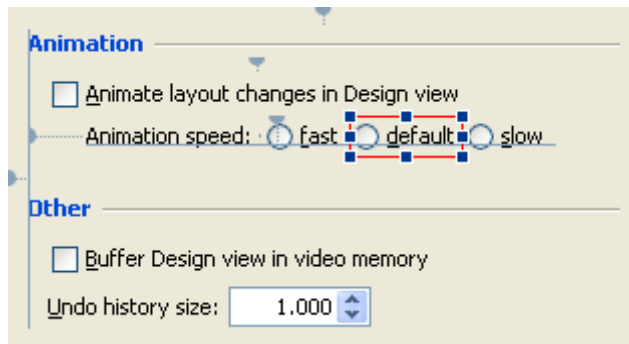 Animation
Animate layout changes in Design view
Animation speed: fast default slow
Other
Buffer Design view in video memory
Undo history size: 1.000